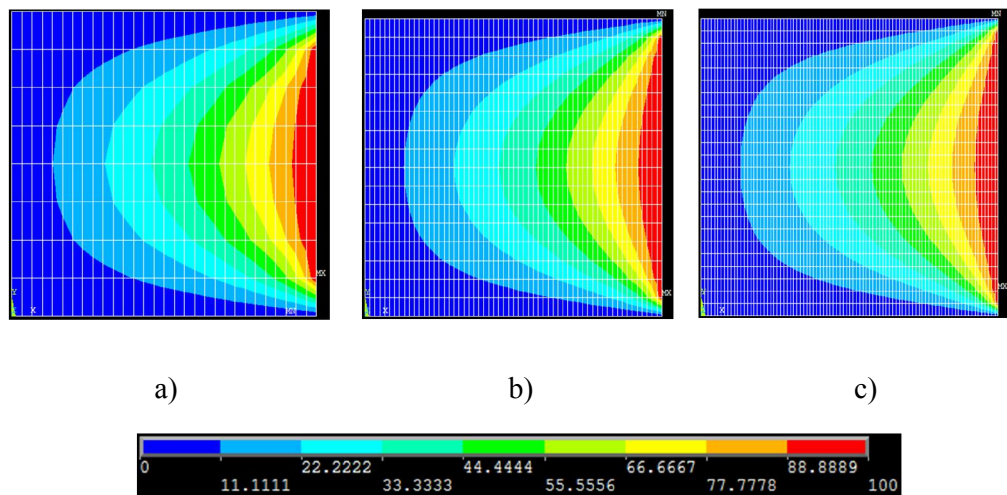 MN MN
MX
MX MX
Y Y Y
X MN X X
a) b) c)
0 22.2222 44.4444 66.6667 88.8889
11.1111 33.3333 55.5556 77.7778 100